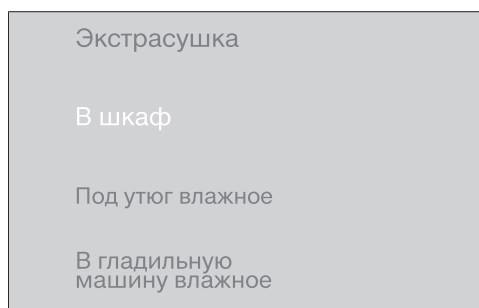 Экстрасушка
В шкаф
Под утюг влажное
В гладильную
машину влажное